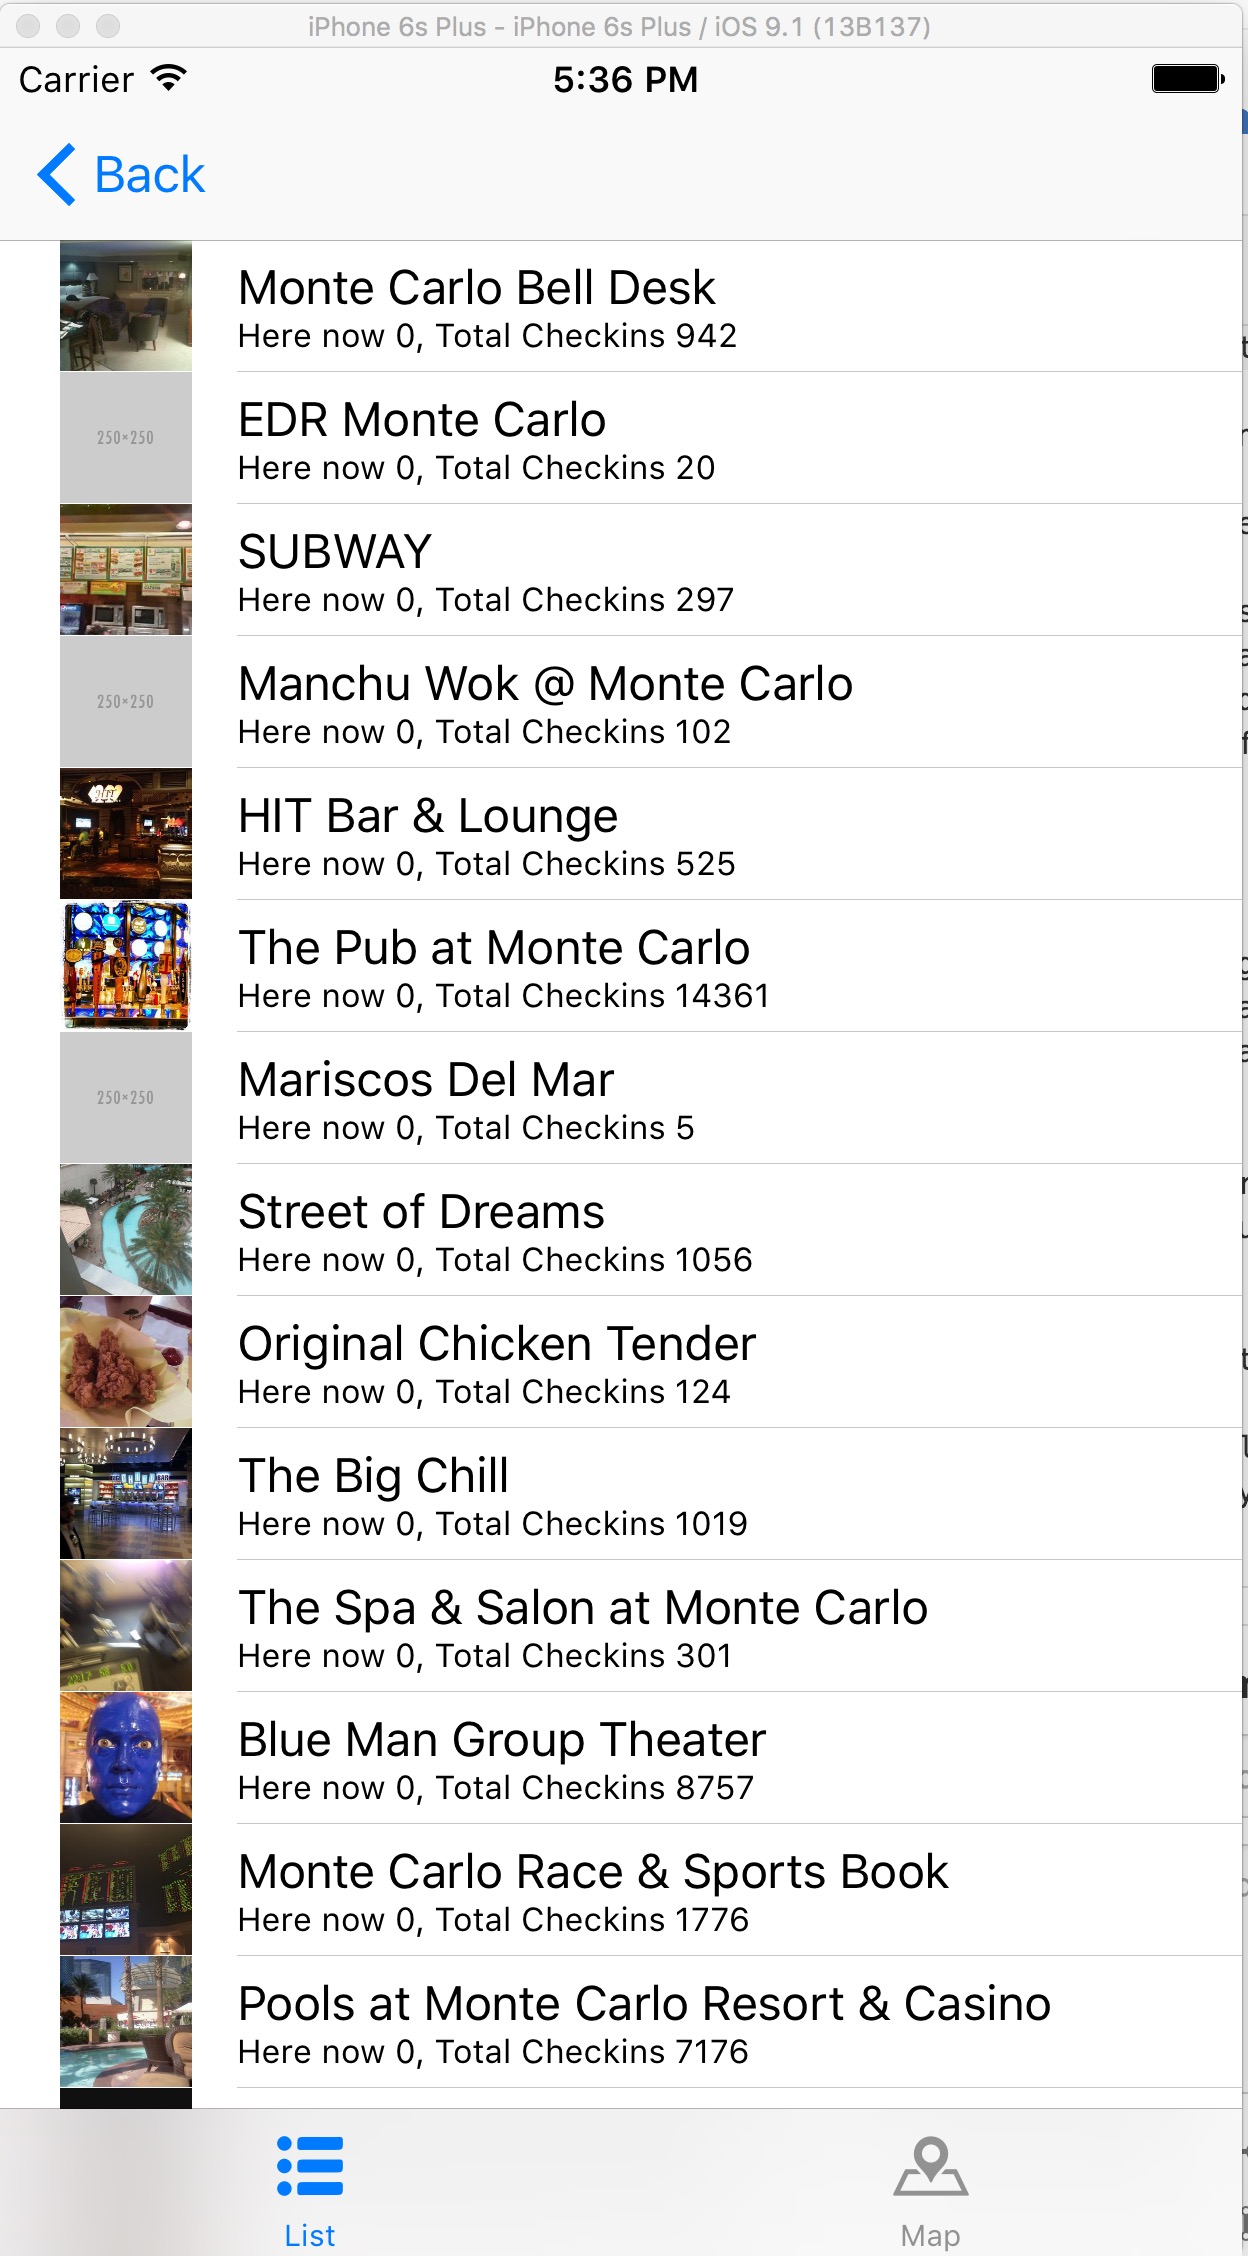 iPhone 6s Plus - iPhone 6s Plus / iOS 9.1 (13B137)
Carrier 5:36 PM
Back
Monte Carlo Bell Desk
Here now 0, Total Checkins 942
250×250
EDR Monte Carlo
Here now 0, Total Checkins 20
SUBWAY
Here now 0, Total Checkins 297
250×250
Manchu Wok @ Monte Carlo
Here now 0, Total Checkins 102
HIT Bar & Lounge
Here now 0, Total Checkins 525
The Pub at Monte Carlo
Here now 0, Total Checkins 14361
250×250
Mariscos Del Mar
Here now 0, Total Checkins 5
Street of Dreams
Here now 0, Total Checkins 1056
Original Chicken Tender
Here now 0, Total Checkins 124
The Big Chill
Here now 0, Total Checkins 1019
The Spa & Salon at Monte Carlo
Here now 0, Total Checkins 301
Blue Man Group Theater
Here now 0, Total Checkins 8757
Monte Carlo Race & Sports Book
Here now 0, Total Checkins 1776
Pools at Monte Carlo Resort & Casino
Here now 0, Total Checkins 7176
List
Map